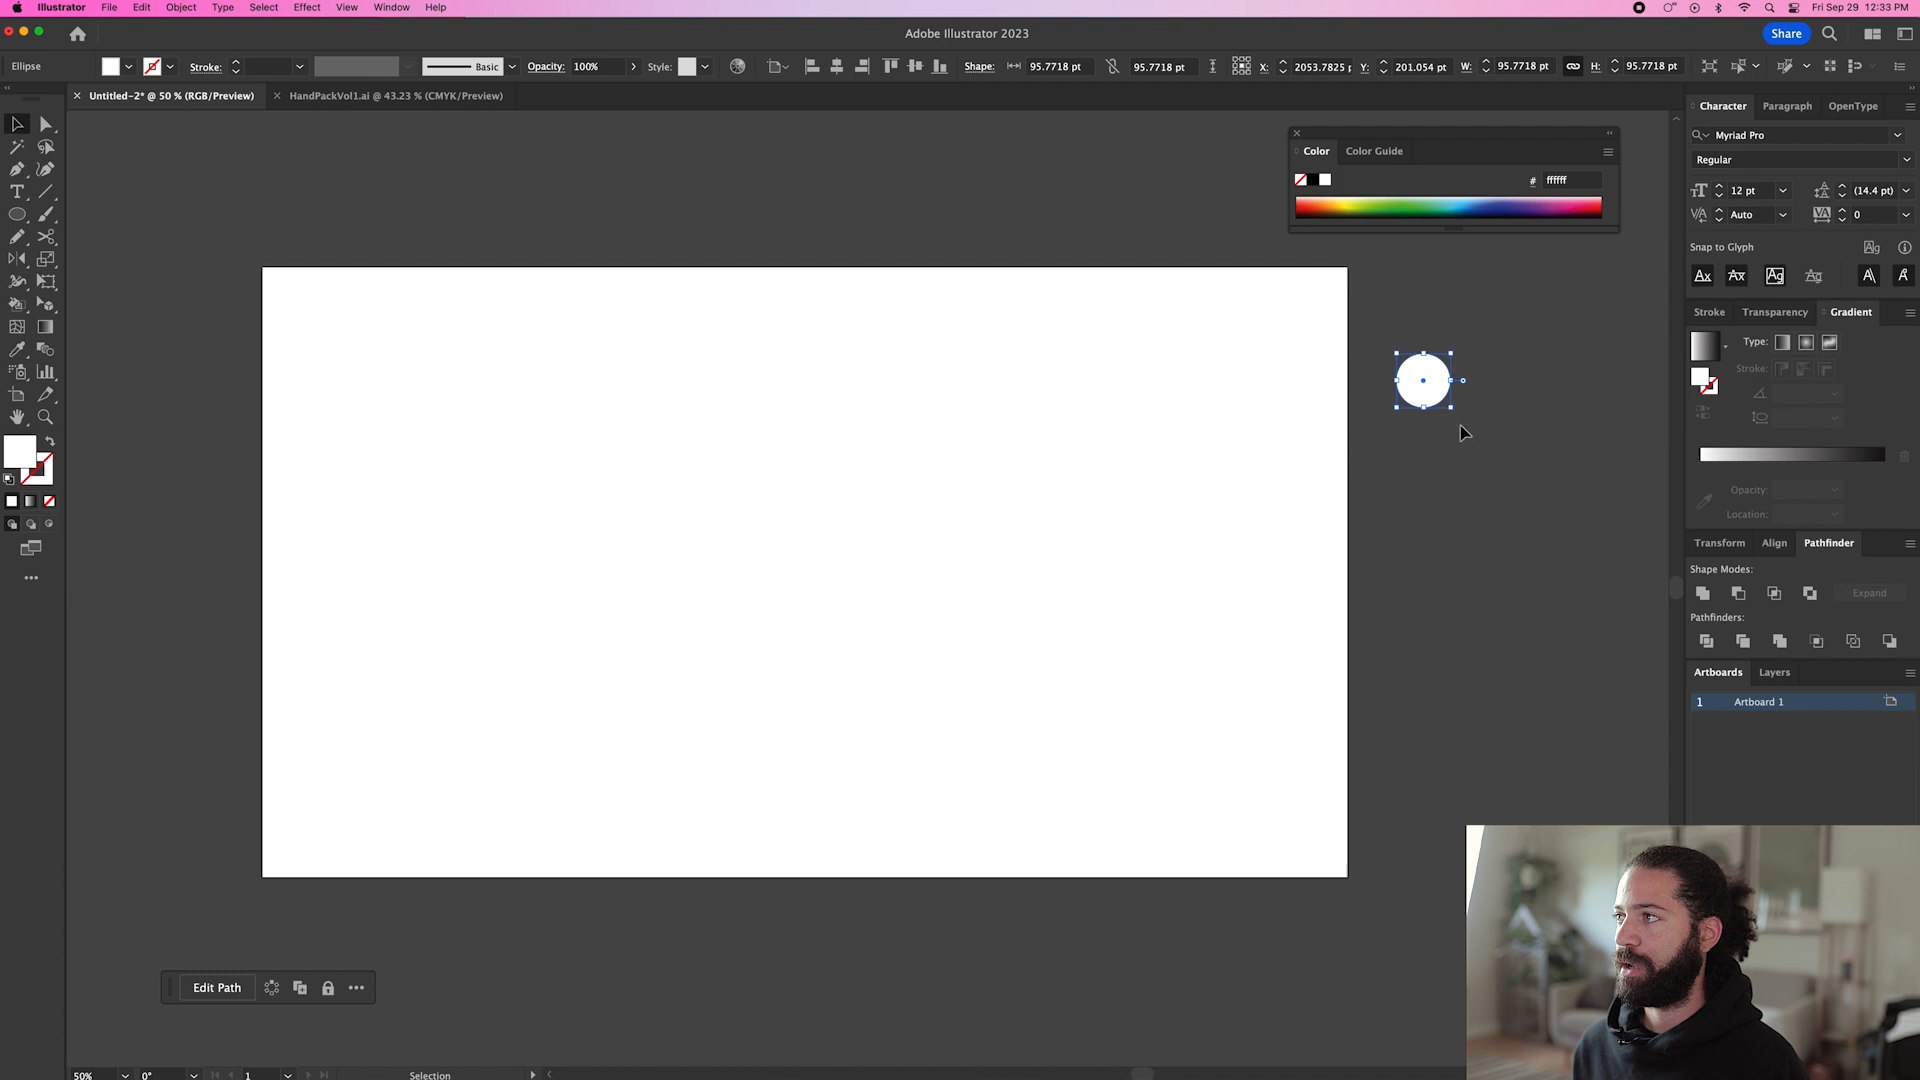 Illustrator File Edit Object Type Select Effect View Window Help Fri Sep 29 12:33 PM
Adobe Illustrator 2023 Share
Ellipse Stroke: Basic Opacity: 100% Style: Shape: 95.7718 pt 95.7718 pt X: 2053.7825 Y: 201.054 pt W: 95.7718 pt H: 95.7718 pt
Untitled-2* @ 50 % (RGB/Preview) HandPackVol1.ai @ 43.23 % (CMYK/Preview)
Color Color Guide
# ffffff
Character Paragraph OpenType
Myriad Pro
Regular
12 pt (14.4 pt)
Auto 0
Snap to Glyph
Stroke Transparency Gradient
Type:
Stroke:
Opacity:
Location:
Transform Align Pathfinder
Shape Modes:
Expand
Pathfinders:
Artboards Layers
1 Artboard 1
Edit Path
50% 0° 1 Selection